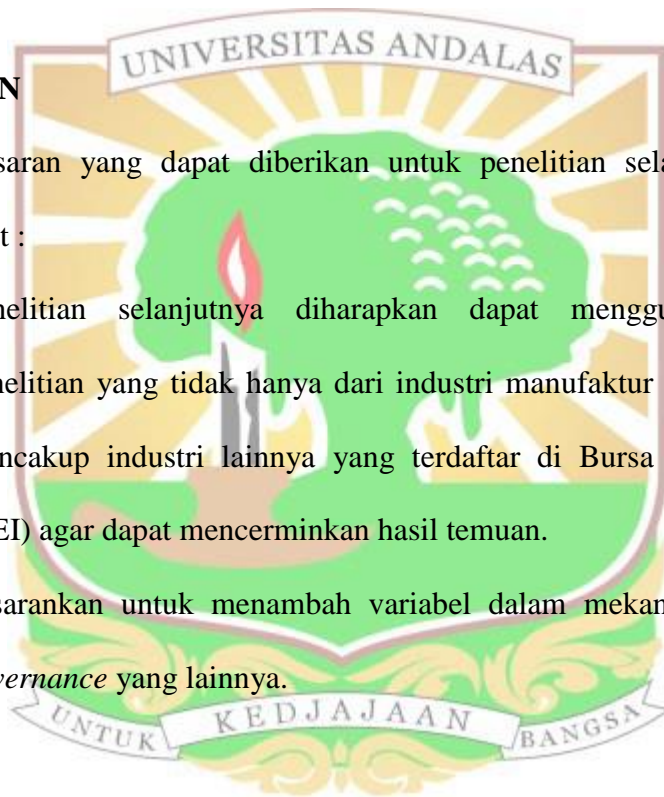 UNIVERSITAS ANDALAS
N
saran yang dapat diberikan untuk penelitian sela
t :
nelitian selanjutnya diharapkan dapat menggu
nelitian yang tidak hanya dari industri manufaktur
ncakup industri lainnya yang terdaftar di Bursa
EI) agar dapat mencerminkan hasil temuan.
sarankan untuk menambah variabel dalam mekan
vernance yang lainnya.
UNTUK KEDJAJAAN BANGSA